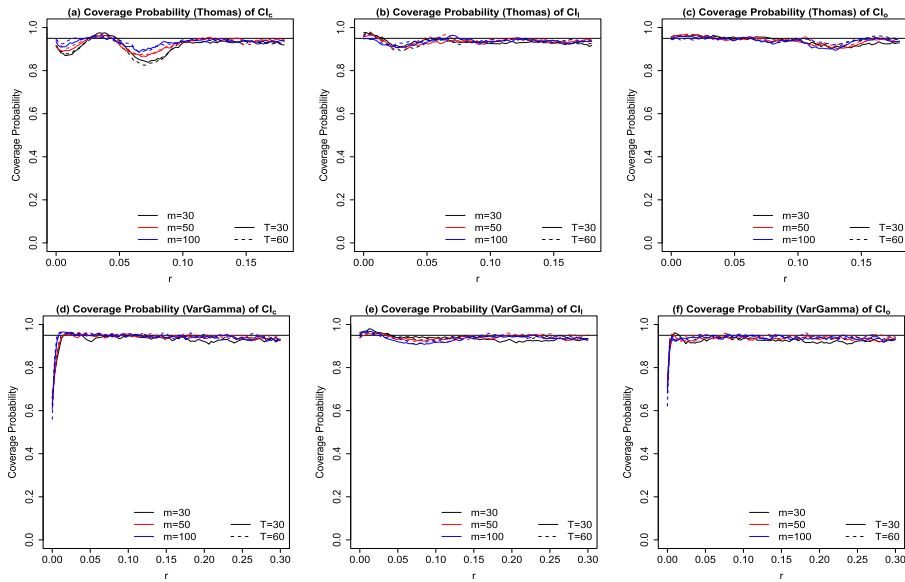 (a) Coverage Probability (Thomas) of CIc
Coverage Probability
0.0 0.2 0.4 0.6 0.8 1.0
m=30
m=50 T=30
m=100 T=60
0.00 0.05 0.10 0.15
r
(b) Coverage Probability (Thomas) of CIl
Coverage Probability
0.0 0.2 0.4 0.6 0.8 1.0
m=30
m=50 T=30
m=100 T=60
0.00 0.05 0.10 0.15
r
(c) Coverage Probability (Thomas) of CIo
Coverage Probability
0.0 0.2 0.4 0.6 0.8 1.0
m=30
m=50 T=30
m=100 T=60
0.00 0.05 0.10 0.15
r
(d) Coverage Probability (VarGamma) of CIc
Coverage Probability
0.0 0.2 0.4 0.6 0.8 1.0
m=30
m=50 T=30
m=100 T=60
0.00 0.05 0.10 0.15 0.20 0.25 0.30
r
(e) Coverage Probability (VarGamma) of CIl
Coverage Probability
0.0 0.2 0.4 0.6 0.8 1.0
m=30
m=50 T=30
m=100 T=60
0.00 0.05 0.10 0.15 0.20 0.25 0.30
r
(f) Coverage Probability (VarGamma) of CIo
Coverage Probability
0.0 0.2 0.4 0.6 0.8 1.0
m=30
m=50 T=30
m=100 T=60
0.00 0.05 0.10 0.15 0.20 0.25 0.30
r